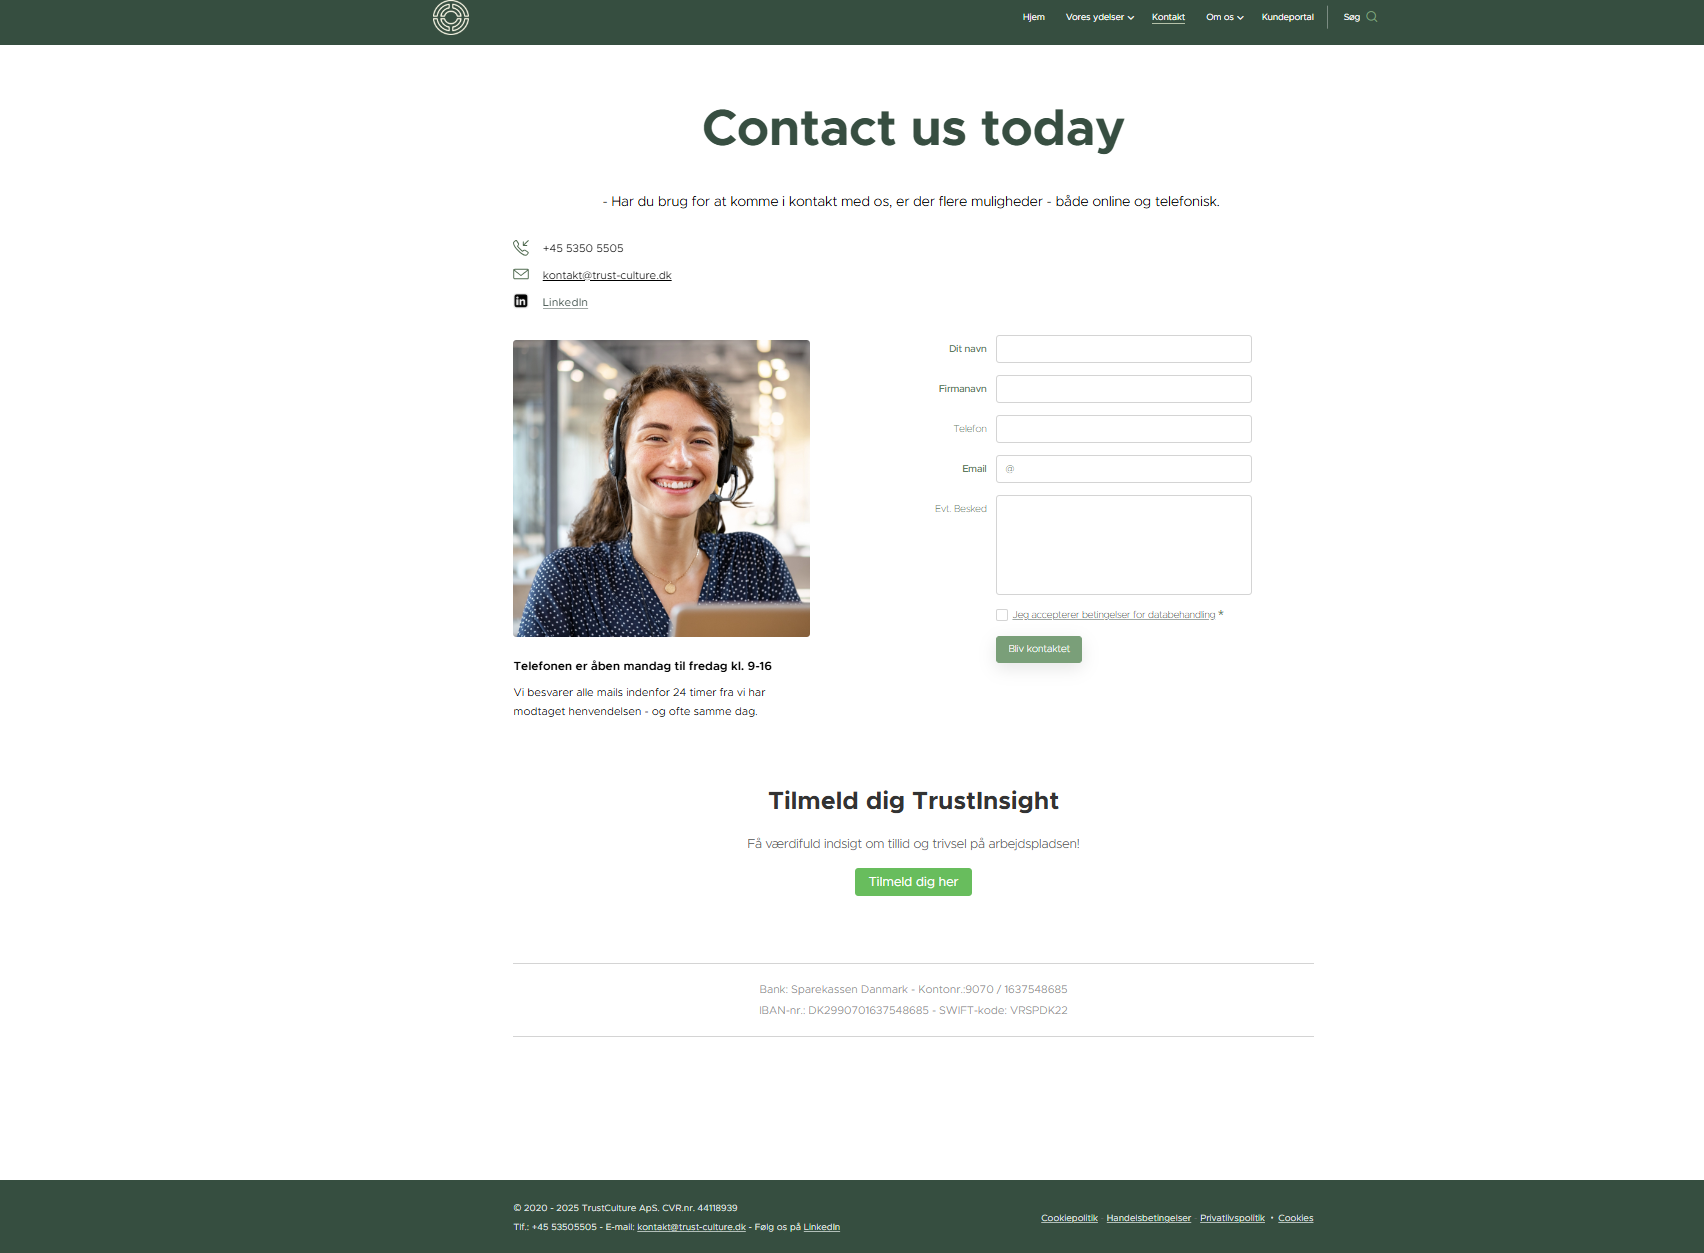 Hjem Vores ydelser Kontakt Om os Kundeportal Søg
Contact us today
- Har du brug for at komme i kontakt med os, er der flere muligheder - både online og telefonisk.
+45 5350 5505
kontakt@trust-culture.dk
LinkedIn
Dit navn
Firmanavn
Telefon
Email @
Evt. Besked
Jeg accepterer betingelser for databehandling *
Bliv kontaktet
Telefonen er åben mandag til fredag kl. 9-16
Vi besvarer alle mails indenfor 24 timer fra vi har
modtaget henvendelsen - og ofte samme dag.
Tilmeld dig TrustInsight
Få værdifuld indsigt om tillid og trivsel på arbejdspladsen!
Tilmeld dig her
Bank: Sparekassen Danmark - Kontonr.:9070 / 1637548685
IBAN-nr.: DK2990701637548685 - SWIFT-kode: VRSPDK22
© 2020 - 2025 TrustCulture ApS. CVR.nr. 44118939
Tlf.: +45 53505505 - E-mail: kontakt@trust-culture.dk - Følg os på LinkedIn
Cookiepolitik · Handelsbetingelser Privatlivspolitik • Cookies